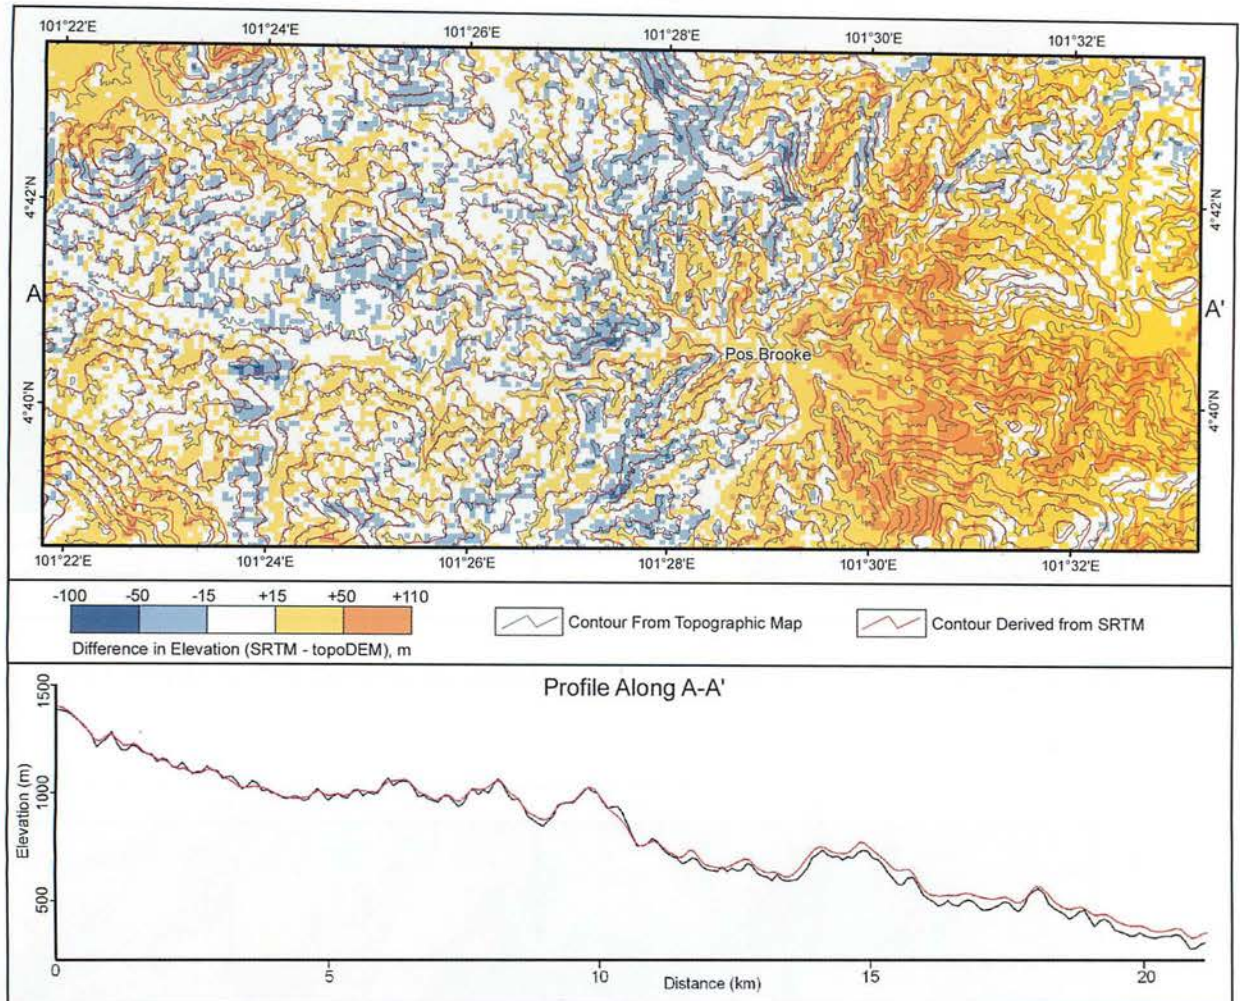 101°22'E 101°24'E 101°26'E 101°28'E 101°30'E 101°32'E
4°42'N 4°42'N
A A'
Pos Brooke
4°40'N 4°40'N
101°22'E 101°24'E 101°26'E 101°28'E 101°30'E 101°32'E
-100 -50 -15 +15 +50 +110
Difference in Elevation (SRTM - topoDEM), m
Contour From Topographic Map
Contour Derived from SRTM
Profile Along A-A'
1500
1000
500
Elevation (m)
0 5 10 15 20
Distance (km)